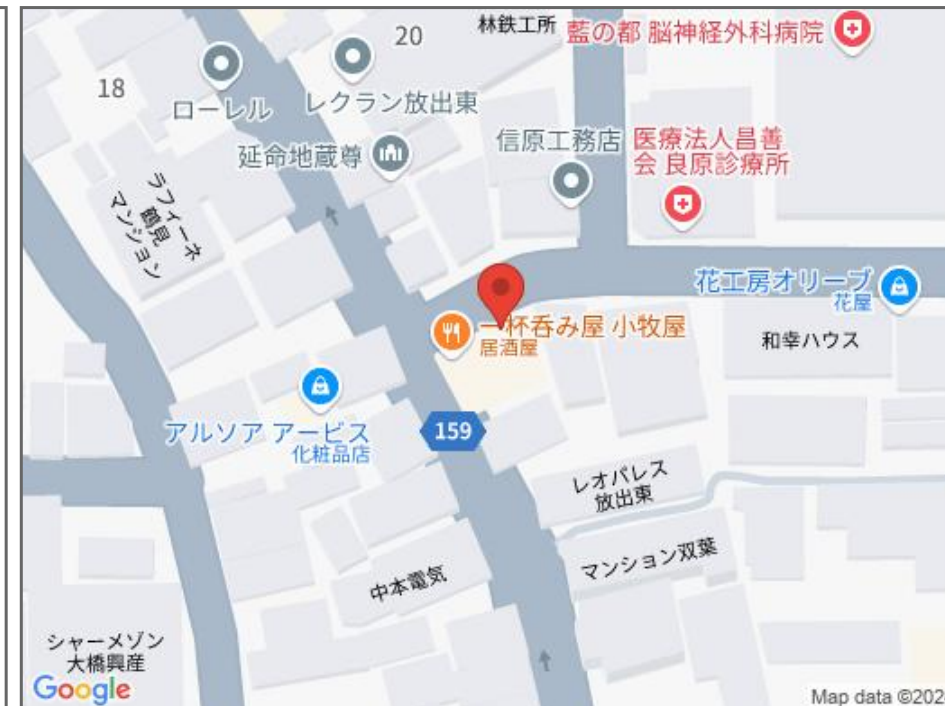 林鉄工所
藍の都 脳神経外科病院
20
18
ローレル
レクラン放出東
延命地蔵尊
信原工務店
医療法人昌善
会 良原診療所
ラフィーネ
鶴見
マンション
花工房オリーブ
花屋
一杯呑み屋 小牧屋
居酒屋
和幸ハウス
アルソア アービス
化粧品店
159
レオパレス
放出東
マンション双葉
中本電気
シャーメゾン
大橋興産
Google
Map data ©202